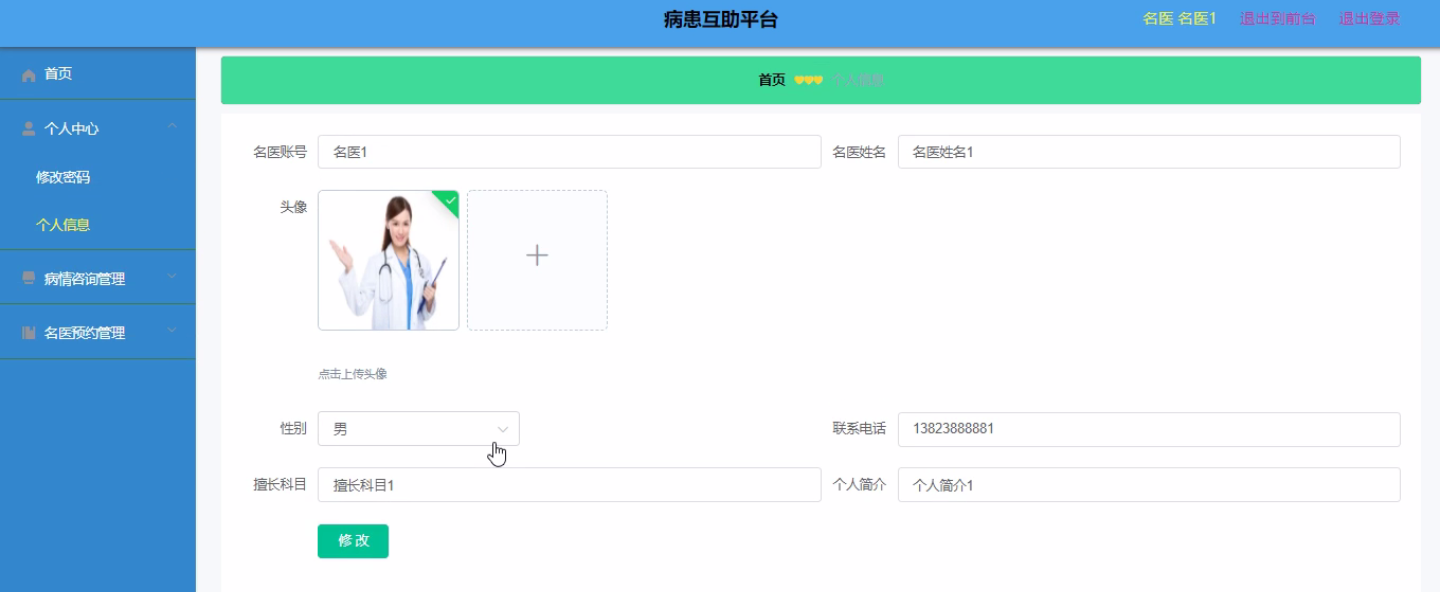 病患互助平台
名医 名医1 退出到前台 退出登录
首页
个人中心
修改密码
个人信息
病情咨询管理
名医预约管理
首页 个人信息
名医账号 名医1 名医姓名 名医姓名1
头像
点击上传头像
性别 男 联系电话 13823888881
擅长科目 擅长科目1 个人简介 个人简介1
修改